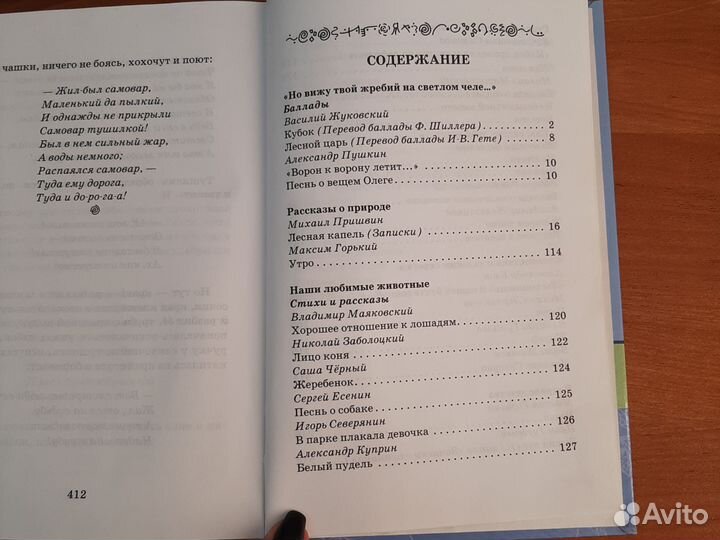 чашки, ничего не боясь, хохочут и поют:
— Жил-был самовар,
Маленький да пылкий,
И однажды не прикрыли
Самовар тушилкой!
Был в нем сильный жар,
А воды немного;
Распаялся самовар, —
Туда ему дорога,
Туда и до-ро-га-а!
412
СОДЕРЖАНИЕ
«Но вижу твой жребий на светлом челе...»
Баллады
Василий Жуковский
Кубок (Перевод баллады Ф. Шиллера) 2
Лесной царь (Перевод баллады И-В. Гете) 8
Александр Пушкин
«Ворон к ворону летит...» 10
Песнь о вещем Олеге 10
Рассказы о природе
Михаил Пришвин
Лесная капель (Записки) 16
Максим Горький
Утро 114
Наши любимые животные
Стихи и рассказы
Владимир Маяковский
Хорошее отношение к лошадям 120
Николай Заболоцкий
Лицо коня 122
Саша Чёрный
Жеребенок 124
Сергей Есенин
Песнь о собаке 125
Игорь Северянин
В парке плакала девочка 126
Александр Куприн
Белый пудель 127
Avito